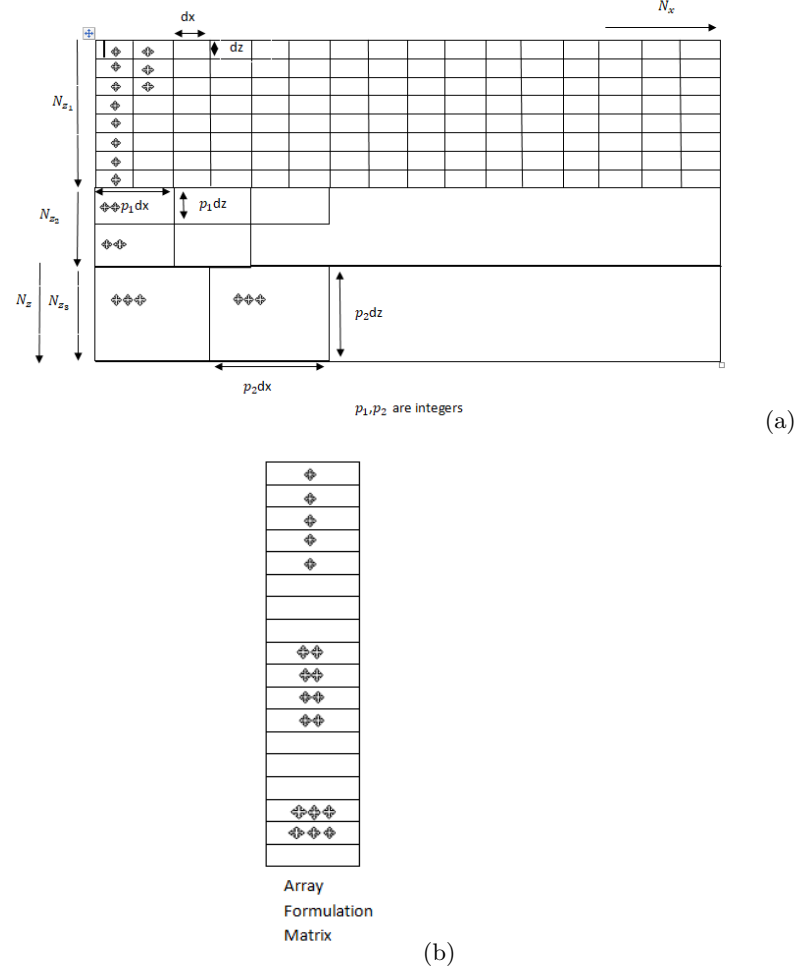 dx
N_x
dz
N_{z_1}
p_1dx
p_1dz
N_{z_2}
N_z
N_{z_3}
p_2dz
p_2dx
p_1,p_2 are integers
(a)
Array
Formulation
Matrix
(b)